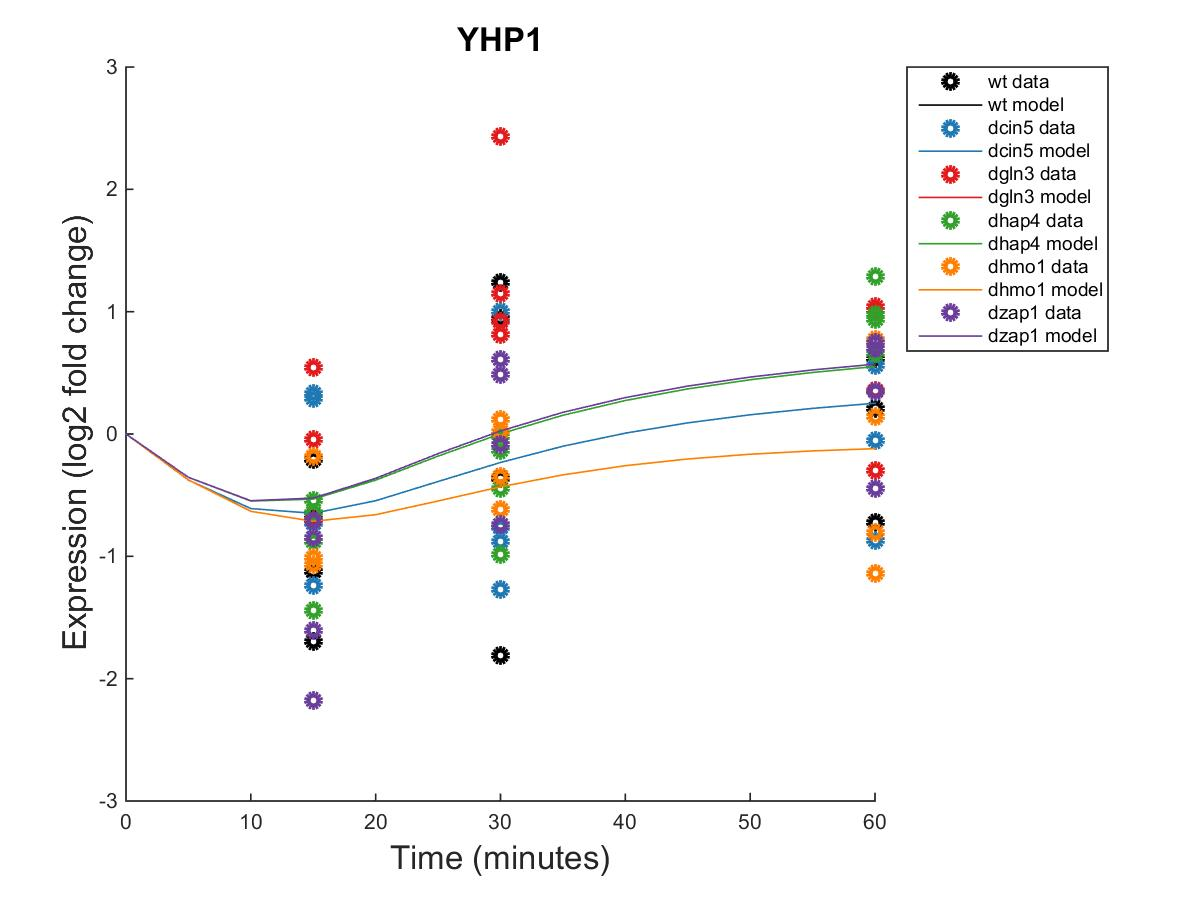 YHP1
Expression (log2 fold change)
3
2
1
0
-1
-2
-3
0 10 20 30 40 50 60
Time (minutes)
wt data
wt model
dcin5 data
dcin5 model
dgln3 data
dgln3 model
dhap4 data
dhap4 model
dhmo1 data
dhmo1 model
dzap1 data
dzap1 model